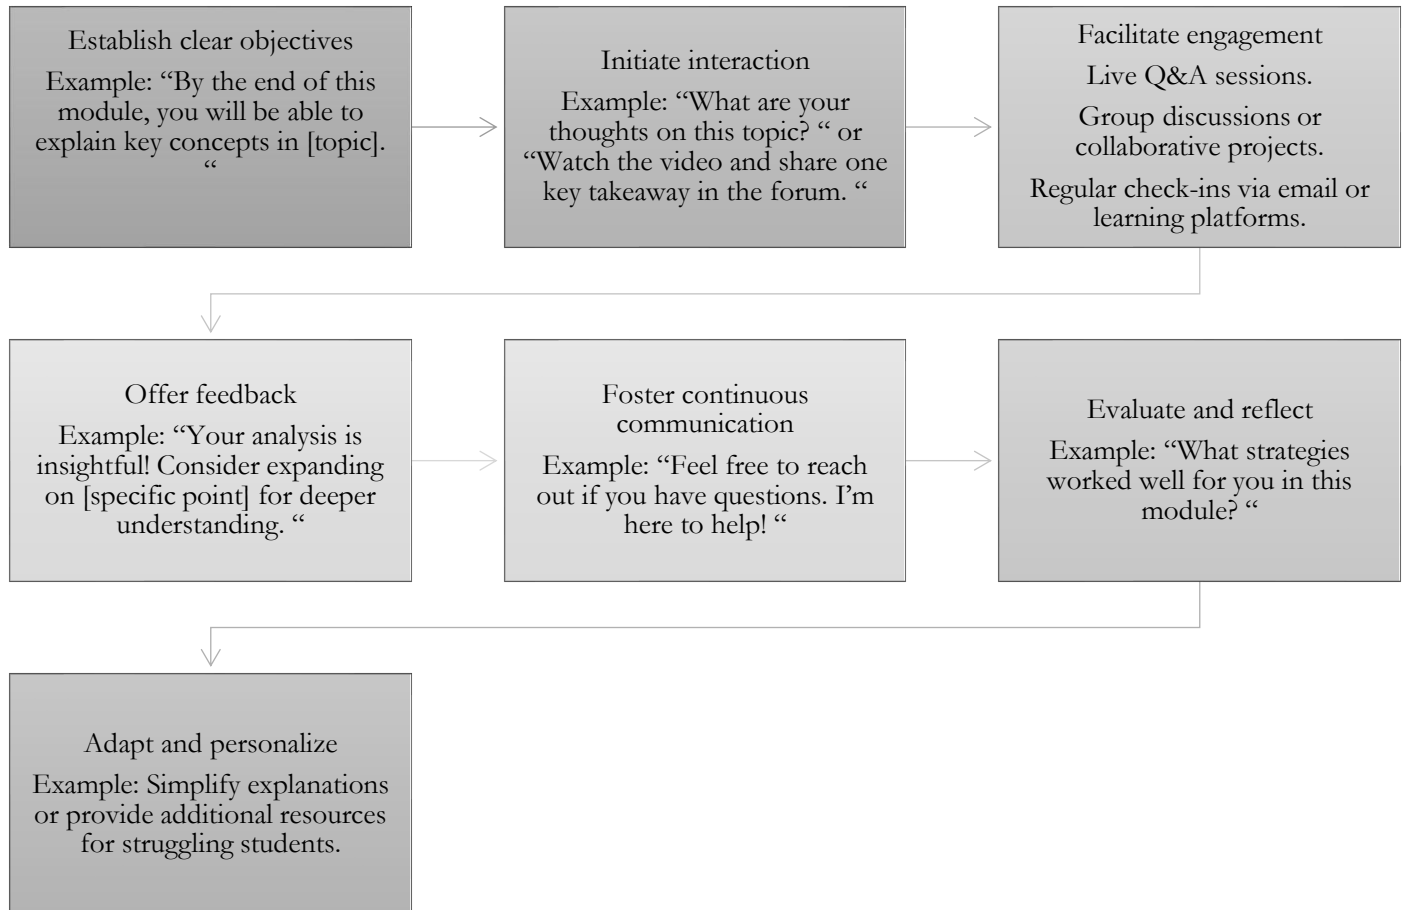 Establish clear objectives
Example: “By the end of this
module, you will be able to
explain key concepts in [topic].
“
Initiate interaction
Example: “What are your
thoughts on this topic? “ or
“Watch the video and share one
key takeaway in the forum. “
Facilitate engagement
Live Q&A sessions.
Group discussions or
collaborative projects.
Regular check-ins via email or
learning platforms.
Offer feedback
Example: “Your analysis is
insightful! Consider expanding
on [specific point] for deeper
understanding. “
Foster continuous
communication
Example: “Feel free to reach
out if you have questions. I’m
here to help! “
Evaluate and reflect
Example: “What strategies
worked well for you in this
module? “
Adapt and personalize
Example: Simplify explanations
or provide additional resources
for struggling students.